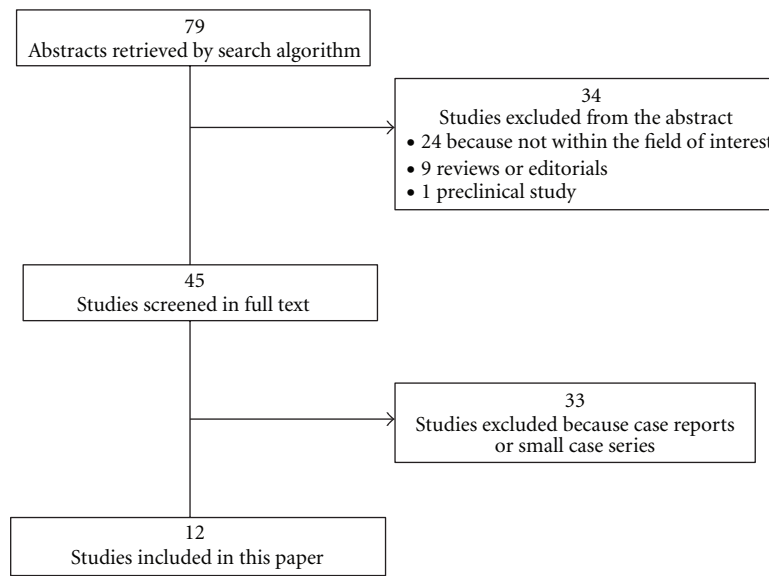 79
Abstracts retrieved by search algorithm
34
Studies excluded from the abstract
• 24 because not within the field of interest
• 9 reviews or editorials
• 1 preclinical study
45
Studies screened in full text
33
Studies excluded because case reports
or small case series
12
Studies included in this paper